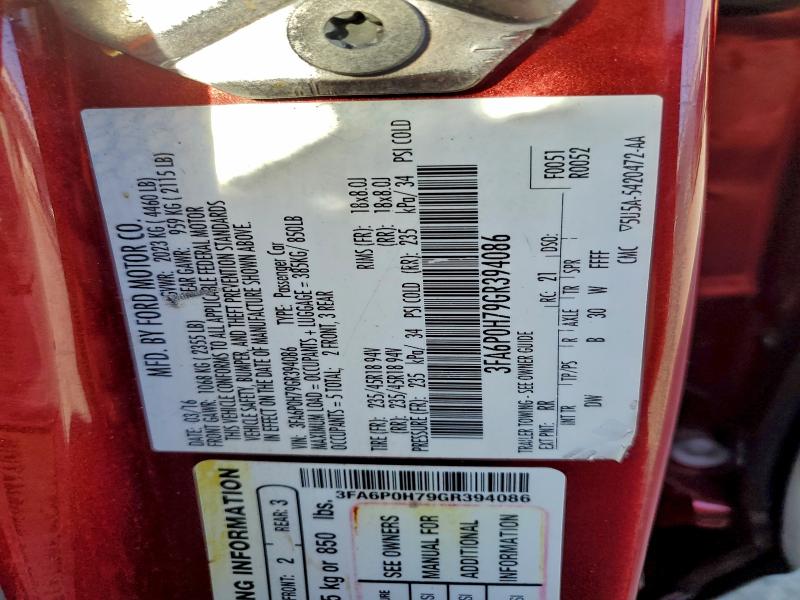 MFD. BY FORD MOTOR CO.
DATE: 03/16 GVWR: 2023 KG ( 4460 LB)
FRONT GAWR: 1068 KG ( 2355 LB) REAR GAWR: 959 KG ( 2115 LB)
THIS VEHICLE CONFORMS TO ALL APPLICABLE FEDERAL MOTOR
VEHICLE SAFETY, BUMPER, AND THEFT PREVENTION STANDARDS
IN EFFECT ON THE DATE OF MANUFACTURE SHOWN ABOVE.
VIN: 3FA6P0H79GR394086 TYPE: Passenger Car
MAXIMUM LOAD = OCCUPANTS + LUGGAGE = 385KG/ 850LB
OCCUPANTS = 5 TOTAL; 2 FRONT, 3 REAR
TIRE (FR): 235/45R18 94V RIMS (FR): 18x8.0J
(RR): 235/45R18 94V (RR): 18x8.0J
PRESSURE (FR): 235 kPa/ 34 PSI COLD (RR): 235 kPa/ 34 PSI COLD
3FA6P0H79GR394086
TRAILER TOWING - SEE OWNER GUIDE F0051
EXT PNT: RR RC: 21 DSO: R0052
INT TR TP/PS R AXLE TR SPR
DW B 30 W FFFF
CMC 5U5A-5420472-AA
3FA6P0H79GR394086
NG INFORMATION
FRONT: 2 REAR: 3
5 kg or 850 lbs.
URE SEE OWNERS
SI MANUAL FOR
SI ADDITIONAL
SI INFORMATION